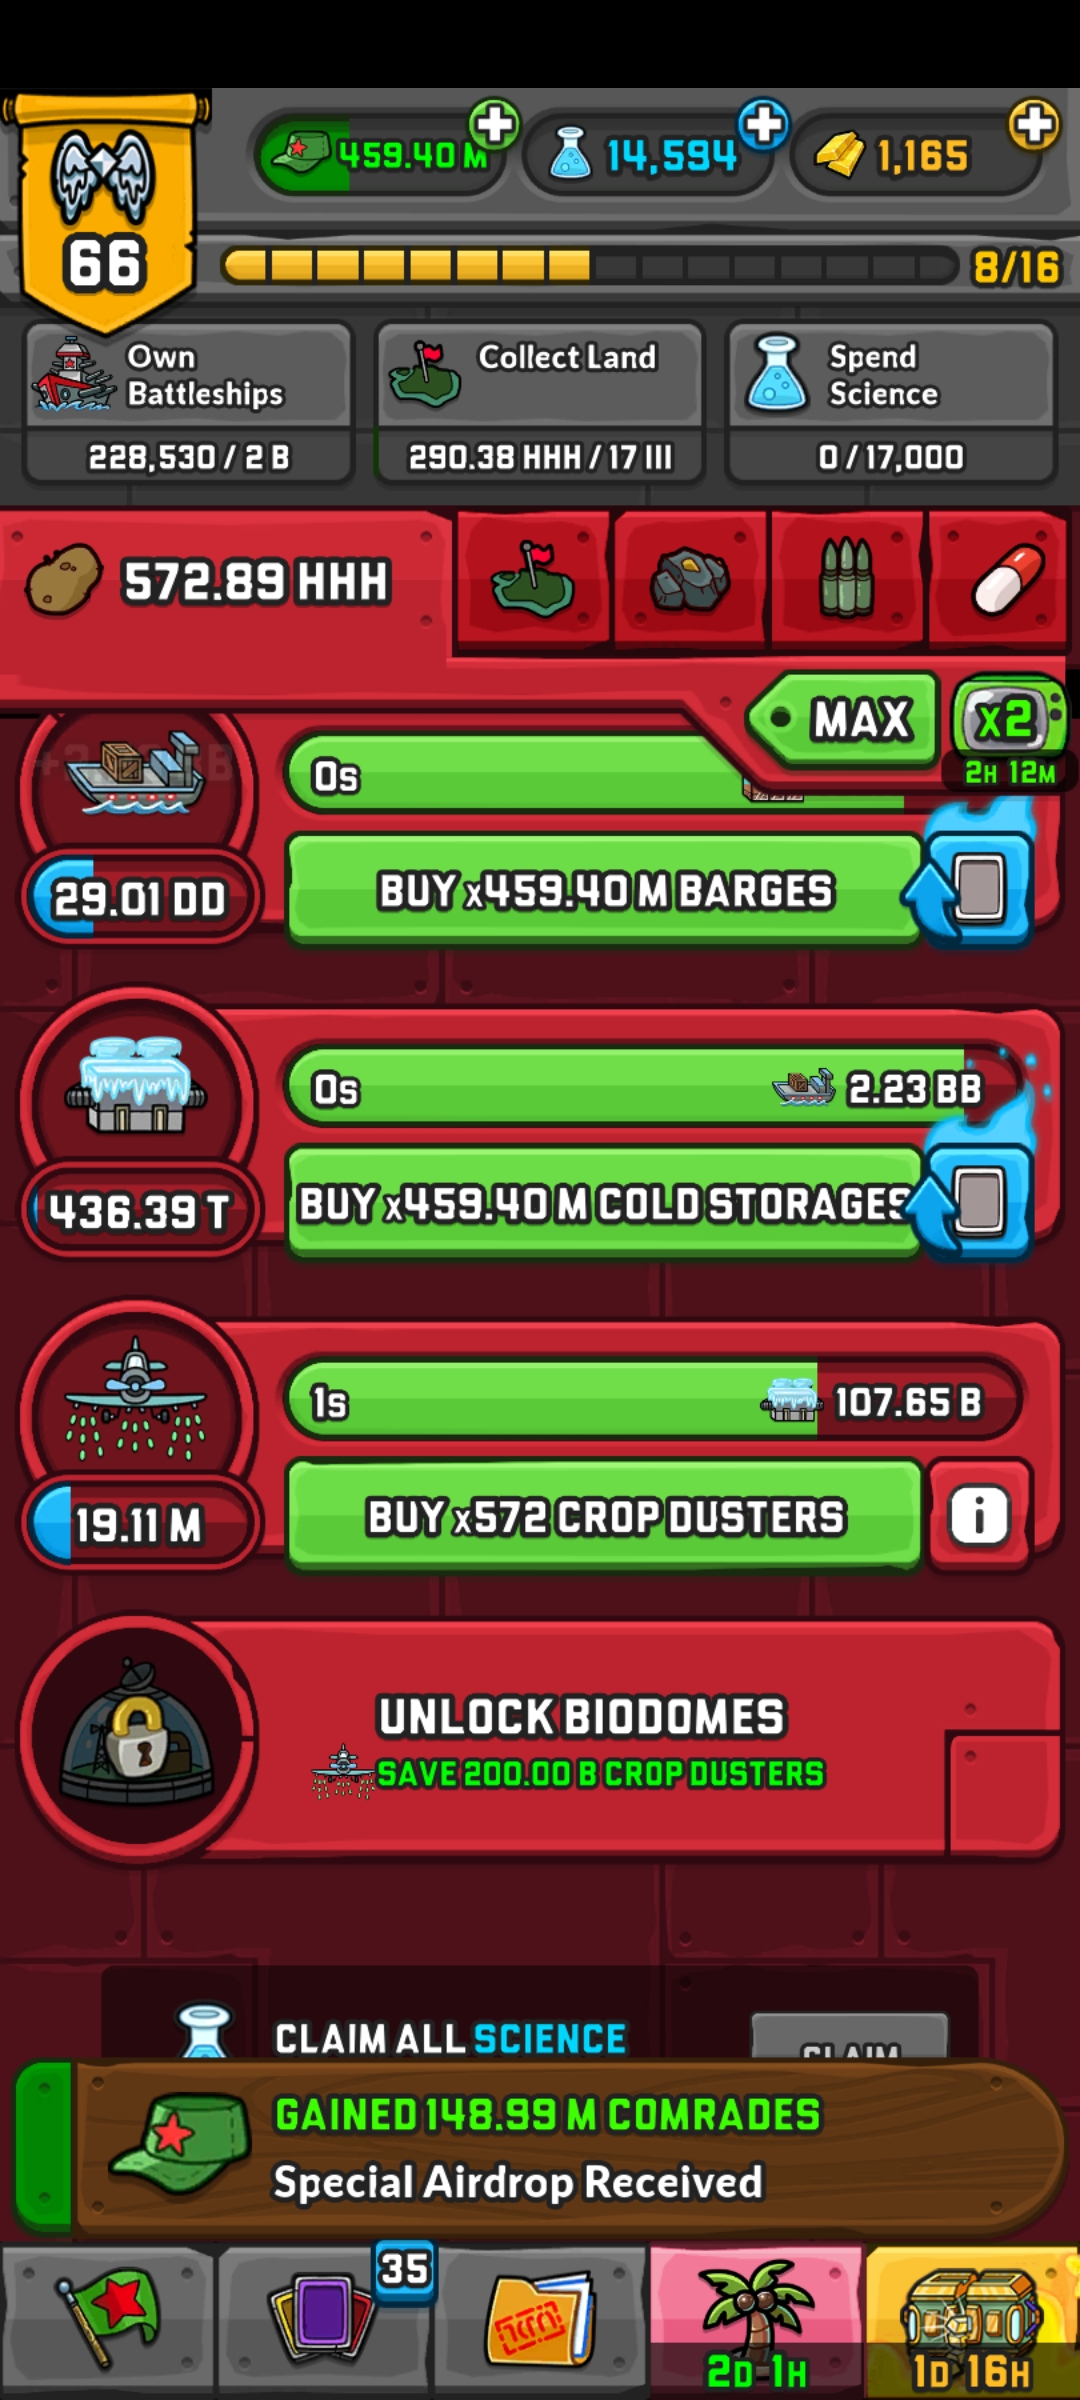 459.40 M
14,594
1,165
66
8/16
Own
Battleships
228,530 / 2 B
Collect Land
290.38 HHH / 17 III
Spend
Science
0 / 17,000
572.89 HHH
MAX
x2
2H 12M
0s
29.01 DD
BUY x459.40 M BARGES
0s
2.23 BB
436.39 T
BUY x459.40 M COLD STORAGES
1s
107.65 B
19.11 M
BUY x572 CROP DUSTERS
i
UNLOCK BIODOMES
SAVE 200.00 B CROP DUSTERS
CLAIM ALL SCIENCE
CLAIM
GAINED 148.99 M COMRADES
Special Airdrop Received
35
2D 1H
1D 16H